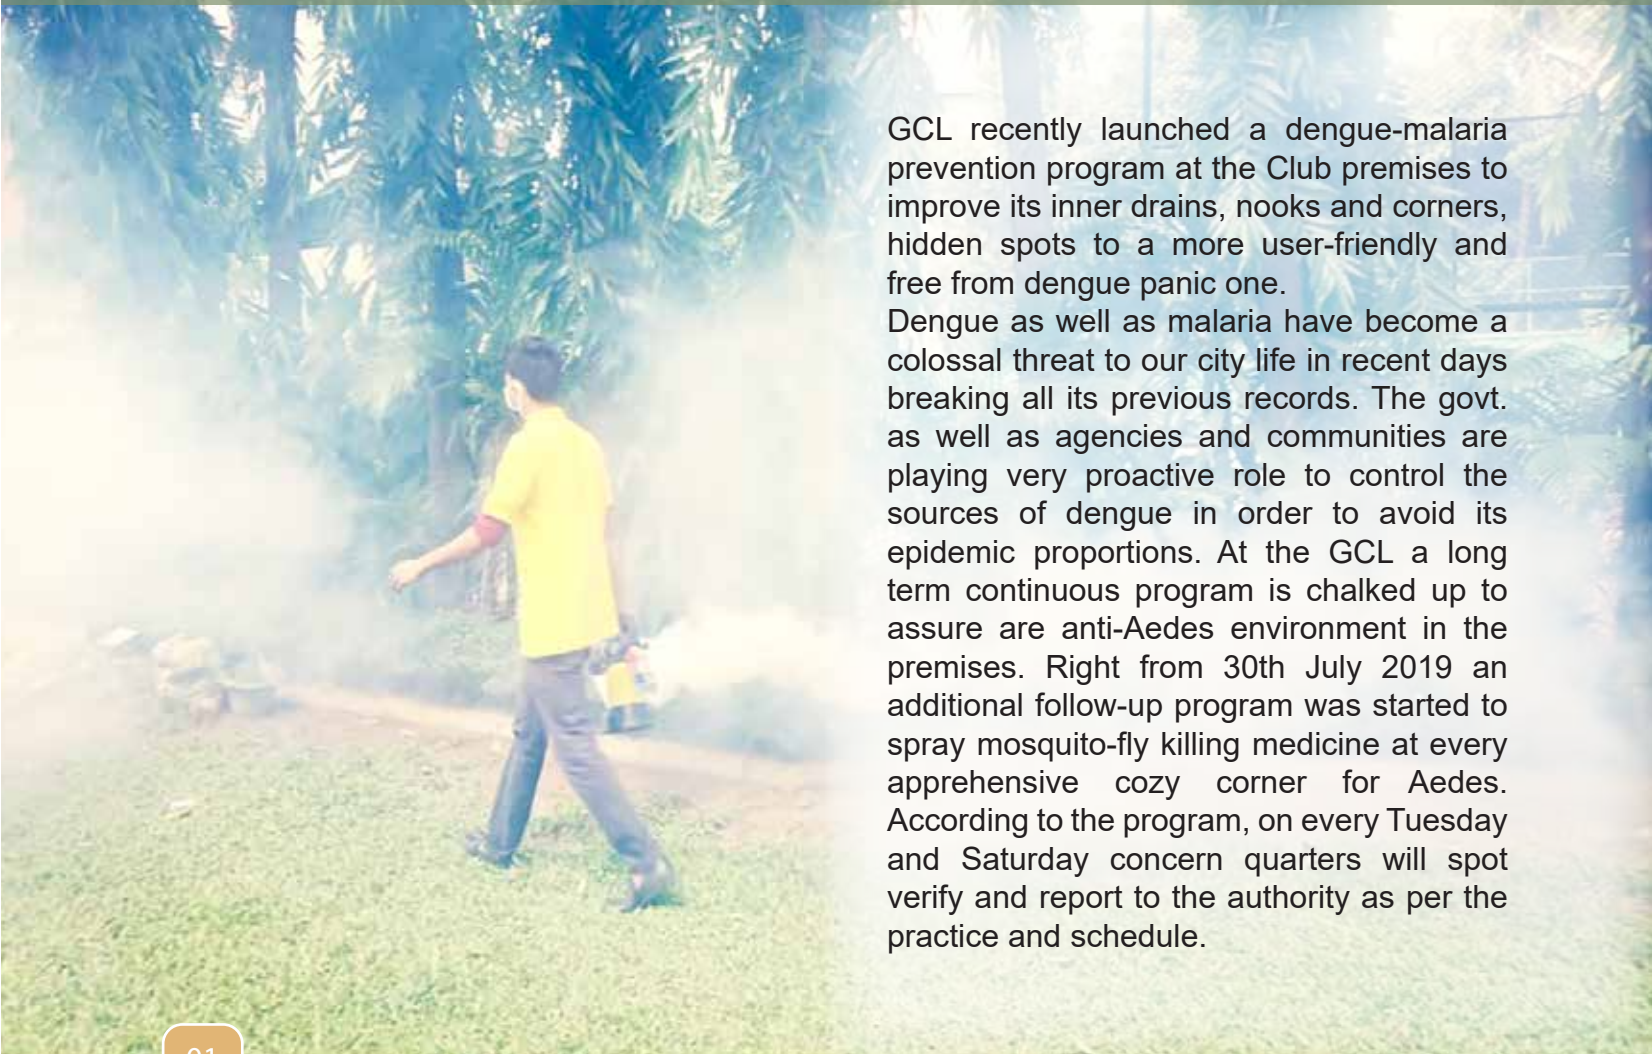 GCL recently launched a dengue-malaria
prevention program at the Club premises to
improve its inner drains, nooks and corners,
hidden spots to a more user-friendly and
free from dengue panic one.
Dengue as well as malaria have become a
colossal threat to our city life in recent days
breaking all its previous records. The govt.
as well as agencies and communities are
playing very proactive role to control the
sources of dengue in order to avoid its
epidemic proportions. At the GCL a long
term continuous program is chalked up to
assure are anti-Aedes environment in the
premises. Right from 30th July 2019 an
additional follow-up program was started to
spray mosquito-fly killing medicine at every
apprehensive cozy corner for Aedes.
According to the program, on every Tuesday
and Saturday concern quarters will spot
verify and report to the authority as per the
practice and schedule.